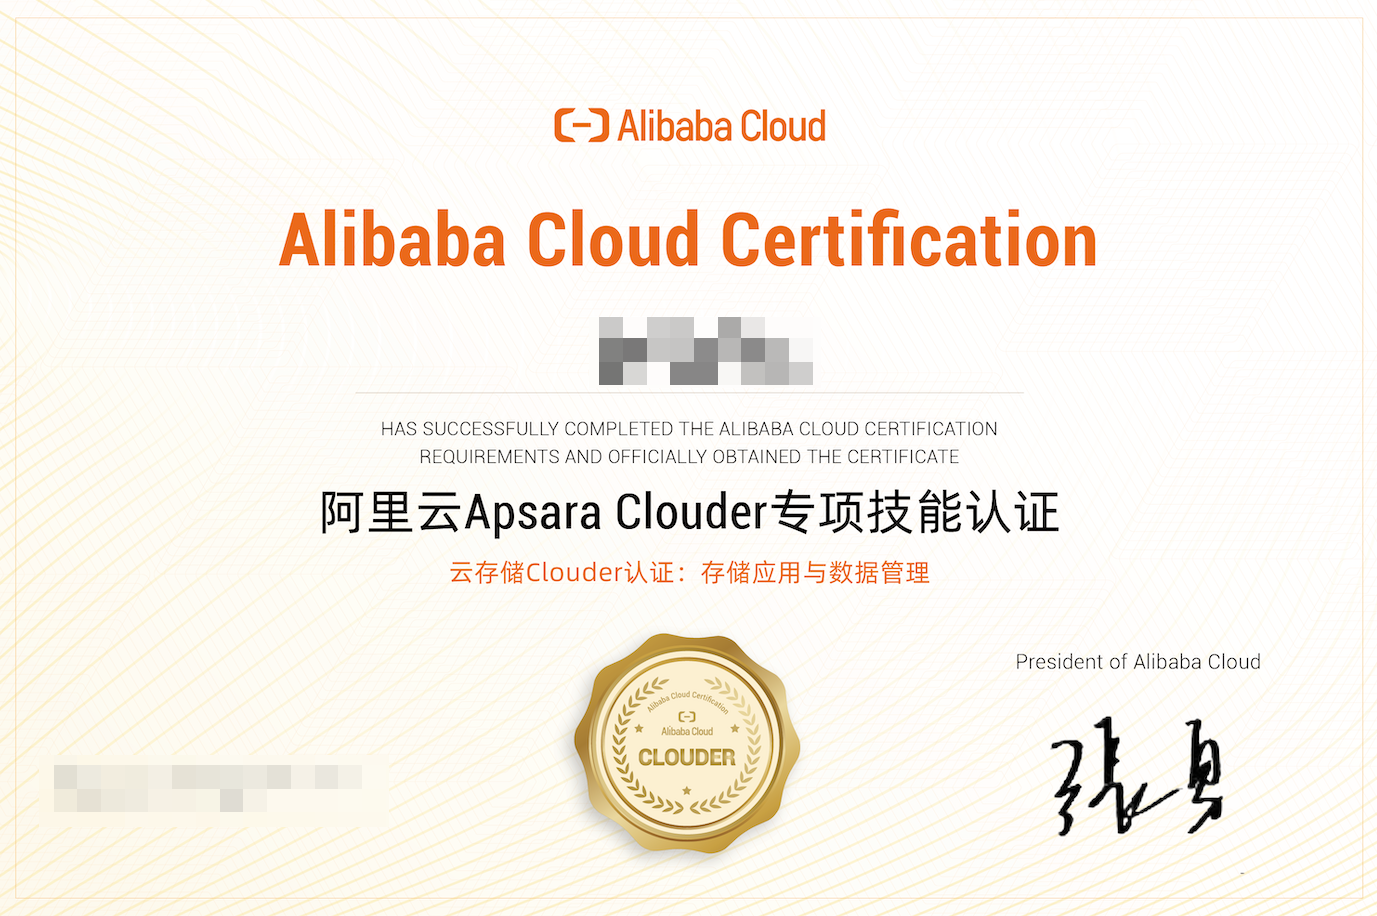 Alibaba Cloud
Alibaba Cloud Certification
HAS SUCCESSFULLY COMPLETED THE ALIBABA CLOUD CERTIFICATION
REQUIREMENTS AND OFFICIALLY OBTAINED THE CERTIFICATE
阿里云Apsara Clouder专项技能认证
云存储Clouder认证：存储应用与数据管理
President of Alibaba Cloud
Alibaba Cloud Certification
Alibaba Cloud
CLOUDER